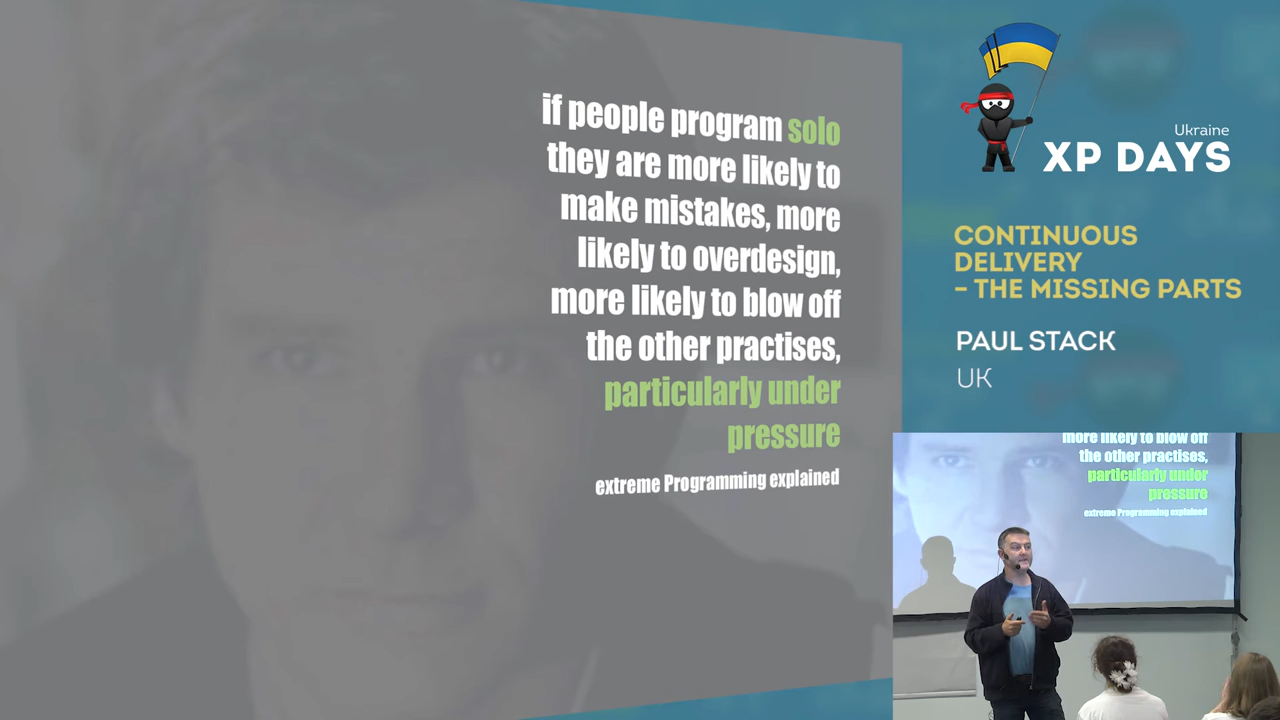 if people program solo
they are more likely to
make mistakes, more
likely to overdesign,
more likely to blow off
the other practises,
particularly under
pressure
extreme Programming explained
Ukraine
XP DAYS
CONTINUOUS
DELIVERY
– THE MISSING PARTS
PAUL STACK
UK
more likely to blow off
the other practises,
particularly under
pressure
extreme Programming explained